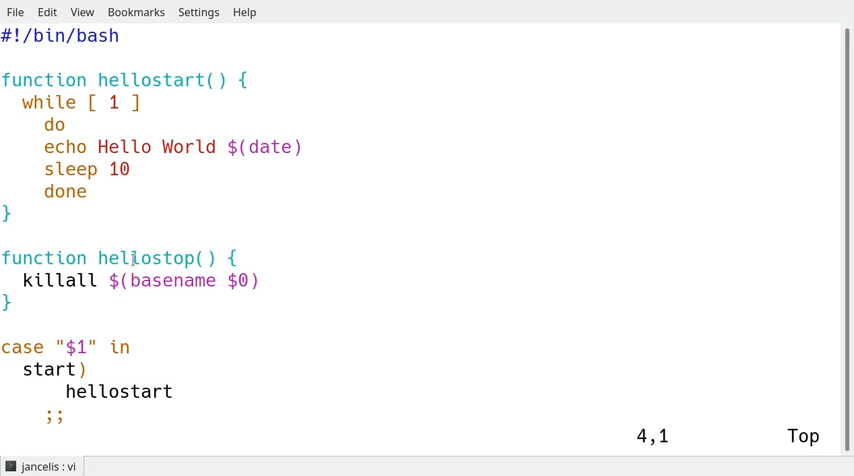 File Edit View Bookmarks Settings Help
#!/bin/bash
function hellostart() {
while [ 1 ]
do
echo Hello World $(date)
sleep 10
done
}
function hellostop() {
killall $(basename $0)
}
case "$1" in
start)
hellostart
;;
4,1 Top
jancelis : vi